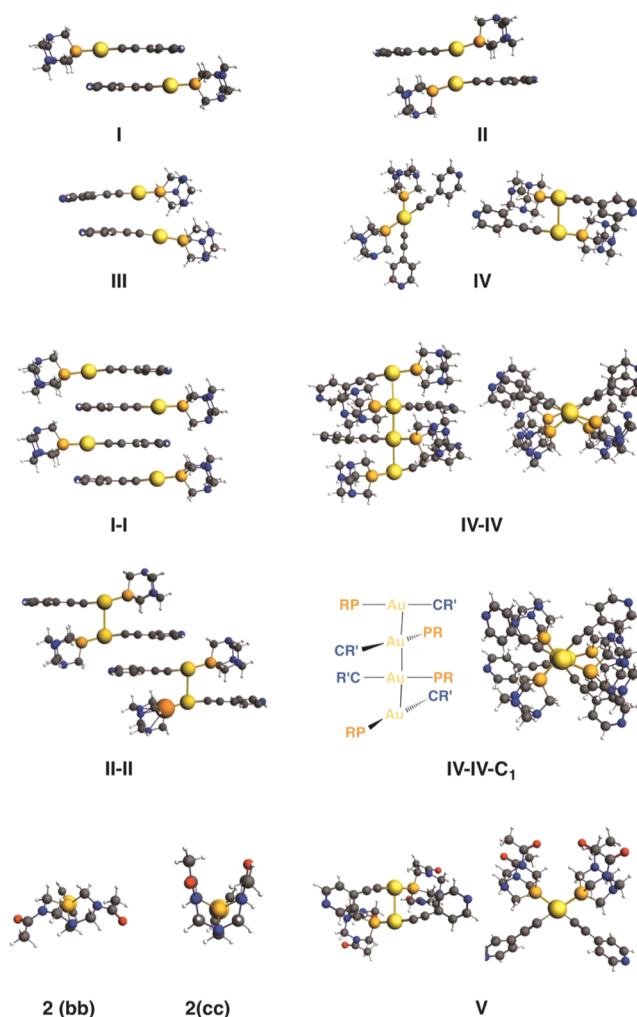 I
II
III
IV
I-I
IV-IV
RP Au CR'
CR' Au PR
R'C Au PR
CR'
Au
RP
II-II
IV-IV-C₁
2 (bb)
2(cc)
V